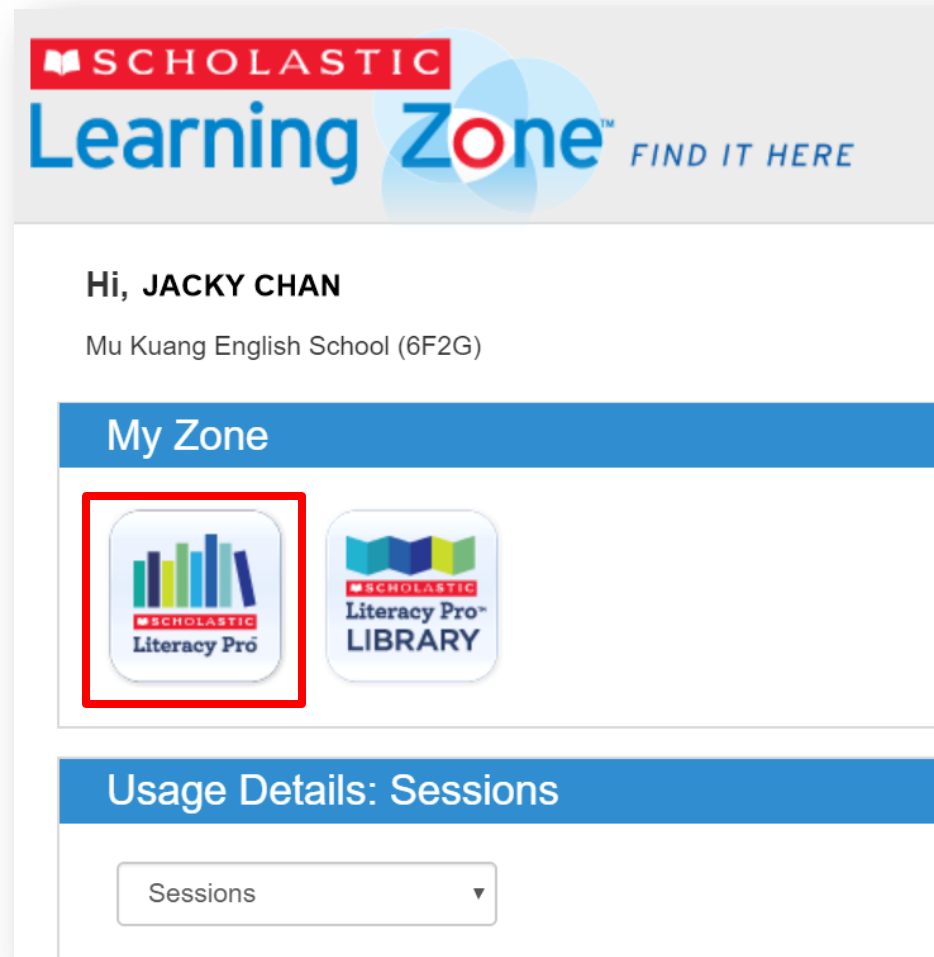 SCHOLASTIC
Learning Zone™ FIND IT HERE
Hi, JACKY CHAN
Mu Kuang English School (6F2G)
My Zone
SCHOLASTIC
Literacy Pro™
SCHOLASTIC
Literacy Pro™
LIBRARY
Usage Details: Sessions
Sessions